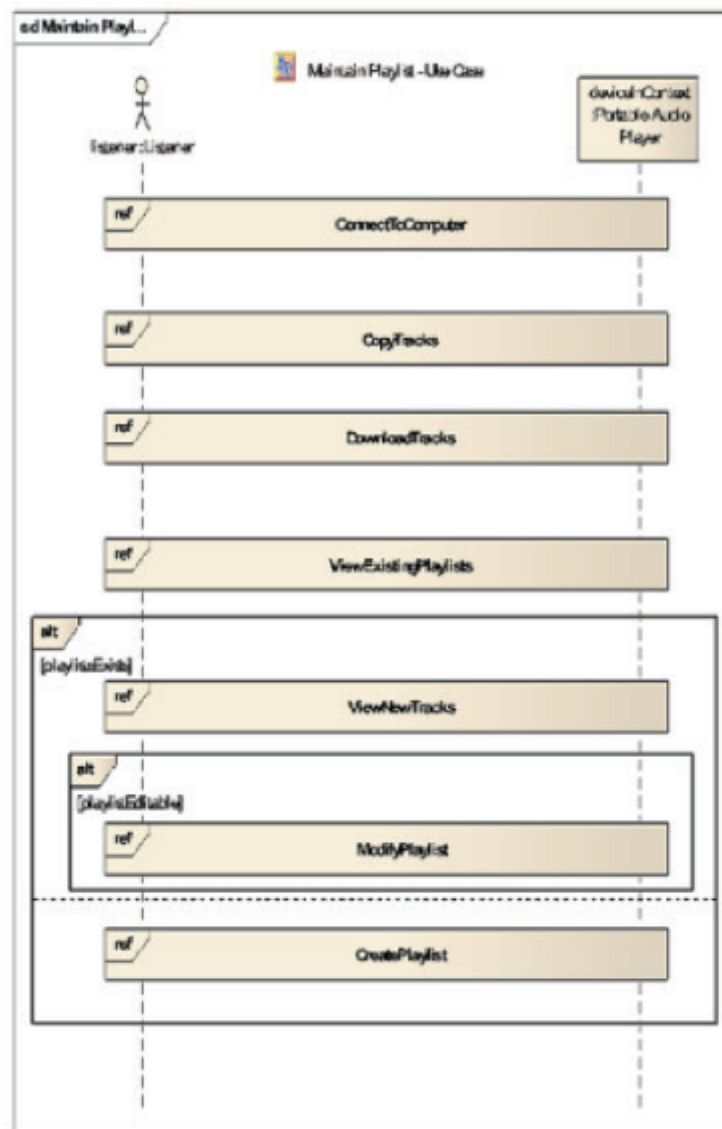 sd Maintain Playl...
Maintain Playlist - Use Case
listener:Listener
deviceInContext
:Portable Audio
Player
ref
ConnectToComputer
ref
CopyTracks
ref
DownloadTracks
ref
ViewExistingPlaylists
alt
[playlistExists]
ref
ViewNewTracks
alt
[playlistEditable]
ref
ModifyPlaylist
ref
CreatePlaylist